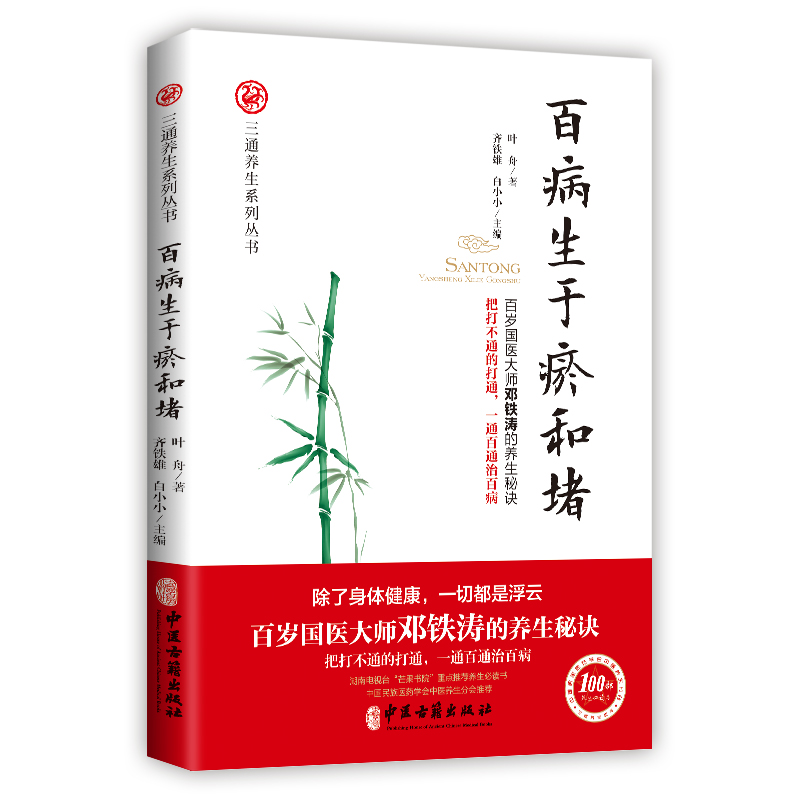 三通养生系列丛书
百病生于瘀和堵
叶舟/著
齐铁雄 白小小/主编
中医古籍出版社
三通养生系列丛书
百病生于瘀和堵
叶舟/著
齐铁雄 白小小/主编
SANTONG
YANGSHENG XILIE CONGSHU
百岁国医大师邓铁涛的养生秘诀
把打不通的打通，一通百通治百病
除了身体健康，一切都是浮云
百岁国医大师邓铁涛的养生秘诀
把打不通的打通，一通百通治百病
湖南电视台“芒果书院”重点推荐养生必读书
中国民族医药学会中医养生分会推荐
中医古籍出版社
100部